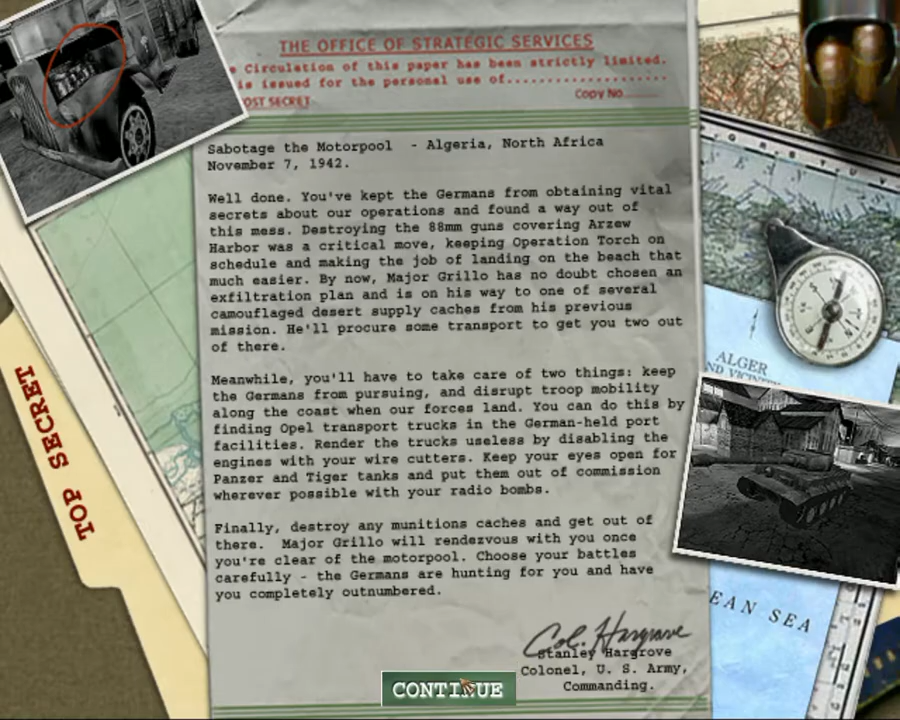 THE OFFICE OF STRATEGIC SERVICES
e Circulation of this paper has been strictly limited.
is issued for the personal use of....................
OST SECRET
Copy No.......
Sabotage the Motorpool - Algeria, North Africa
November 7, 1942.
Well done. You've kept the Germans from obtaining vital
secrets about our operations and found a way out of
this mess. Destroying the 88mm guns covering Arzew
Harbor was a critical move, keeping Operation Torch on
schedule and making the job of landing on the beach that
much easier. By now, Major Grillo has no doubt chosen an
exfiltration plan and is on his way to one of several
camouflaged desert supply caches from his previous
mission. He'll procure some transport to get you two out
of there.
Meanwhile, you'll have to take care of two things: keep
the Germans from pursuing, and disrupt troop mobility
along the coast when our forces land. You can do this by
finding Opel transport trucks in the German-held port
facilities. Render the trucks useless by disabling the
engines with your wire cutters. Keep your eyes open for
Panzer and Tiger tanks and put them out of commission
wherever possible with your radio bombs.
Finally, destroy any munitions caches and get out of
there. Major Grillo will rendezvous with you once
you're clear of the motorpool. Choose your battles
carefully - the Germans are hunting for you and have
you completely outnumbered.
Col. Hargrove
Stanley Hargrove
Colonel, U. S. Army,
Commanding.
CONTINUE
TOP SECRET
ALGER
ND VICINITY
EAN SEA